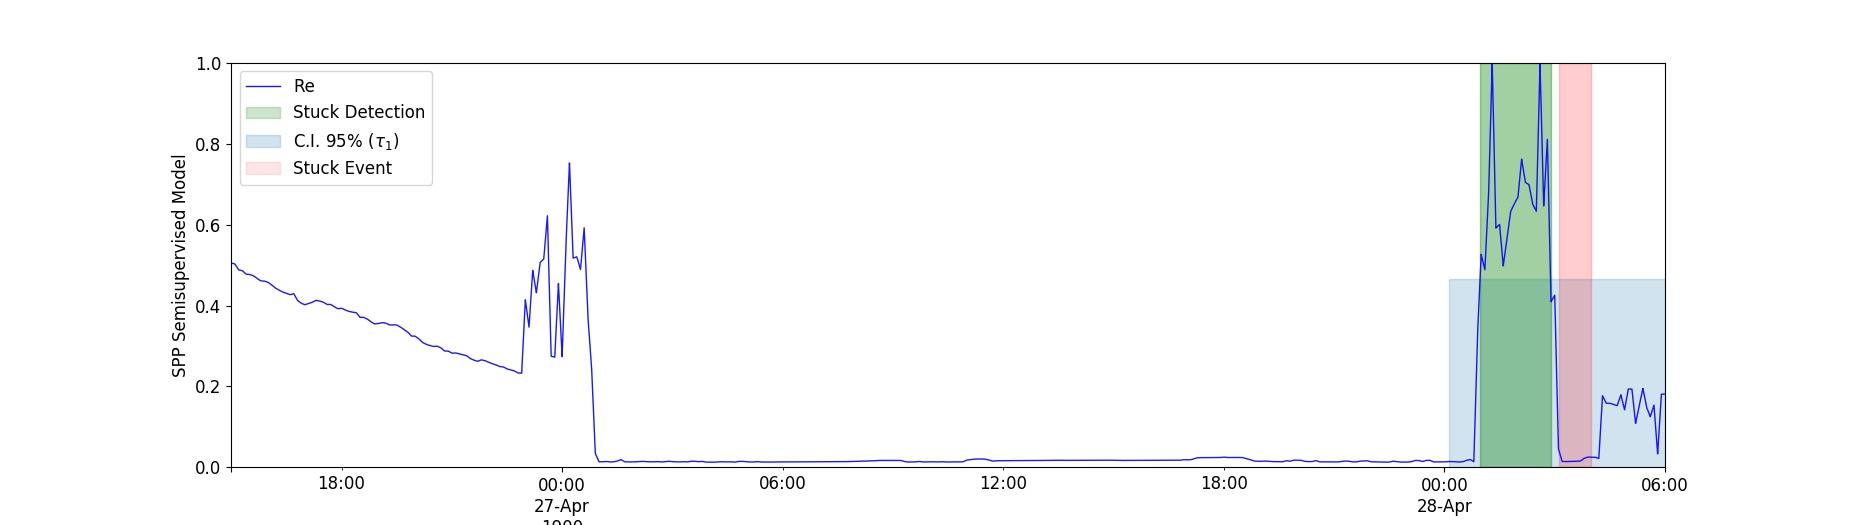 1.0
0.8
0.6
0.4
0.2
0.0
SPP Semisupervised Model
Re
Stuck Detection
C.I. 95% (τ₁)
Stuck Event
18:00
00:00
27-Apr
1900
06:00
12:00
18:00
00:00
28-Apr
06:00